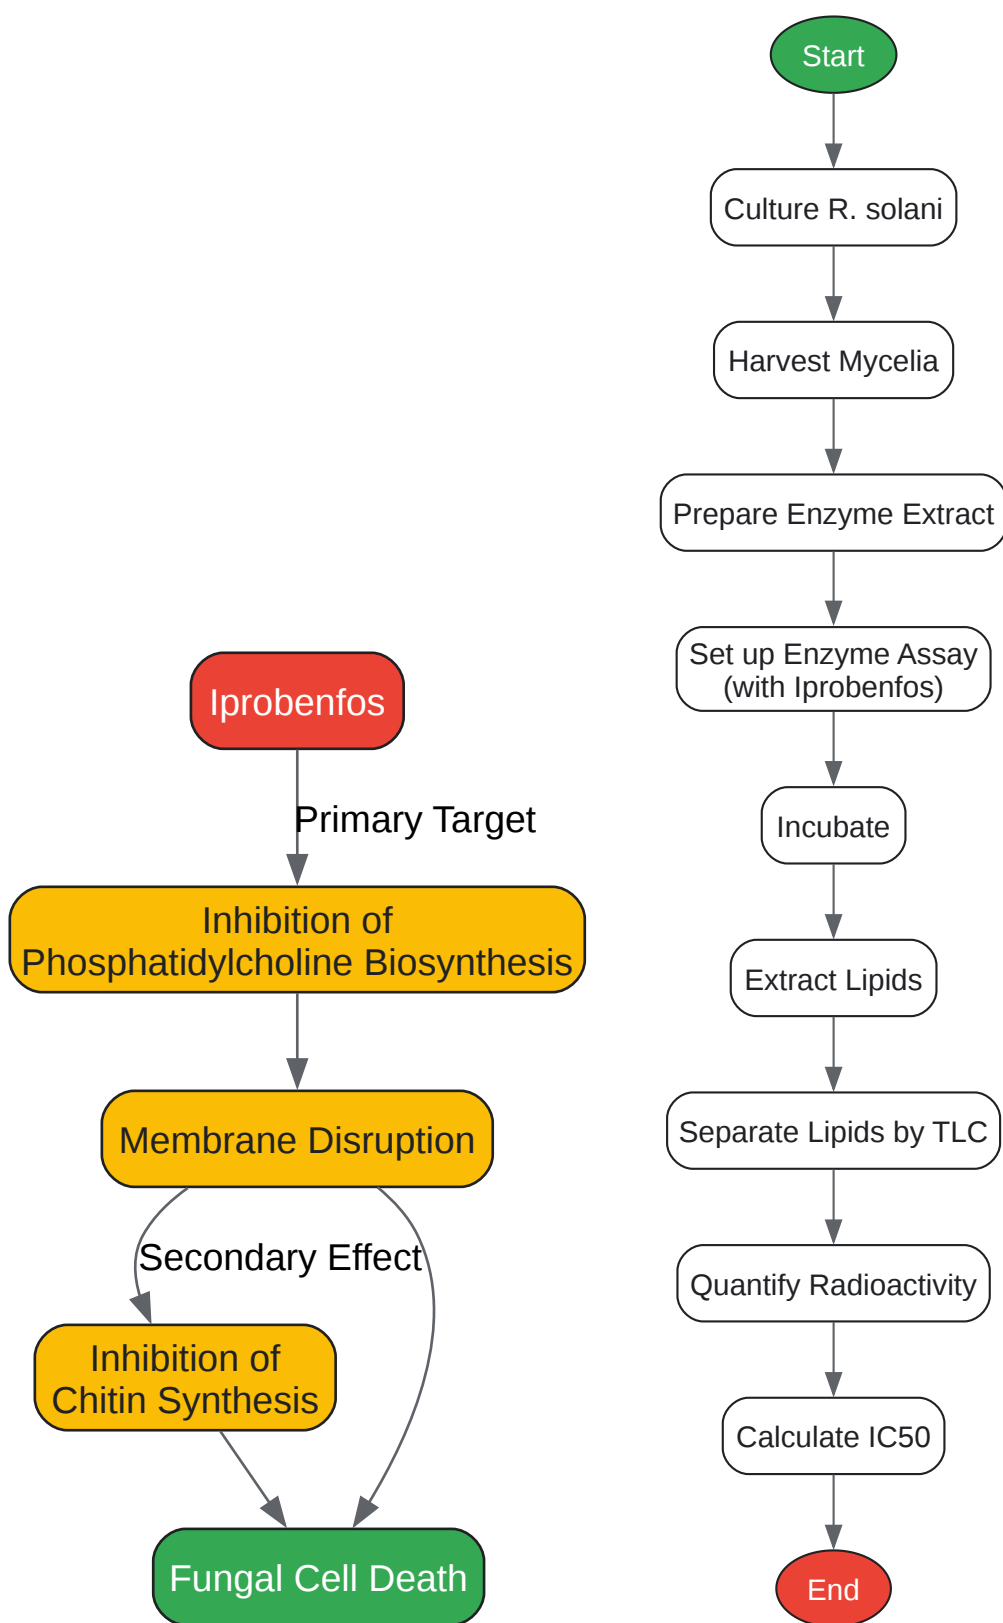 Iprobenfos
Primary Target
Inhibition of
Phosphatidylcholine Biosynthesis
Membrane Disruption
Secondary Effect
Inhibition of
Chitin Synthesis
Fungal Cell Death
Start
Culture R. solani
Harvest Mycelia
Prepare Enzyme Extract
Set up Enzyme Assay
(with Iprobenfos)
Incubate
Extract Lipids
Separate Lipids by TLC
Quantify Radioactivity
Calculate IC50
End